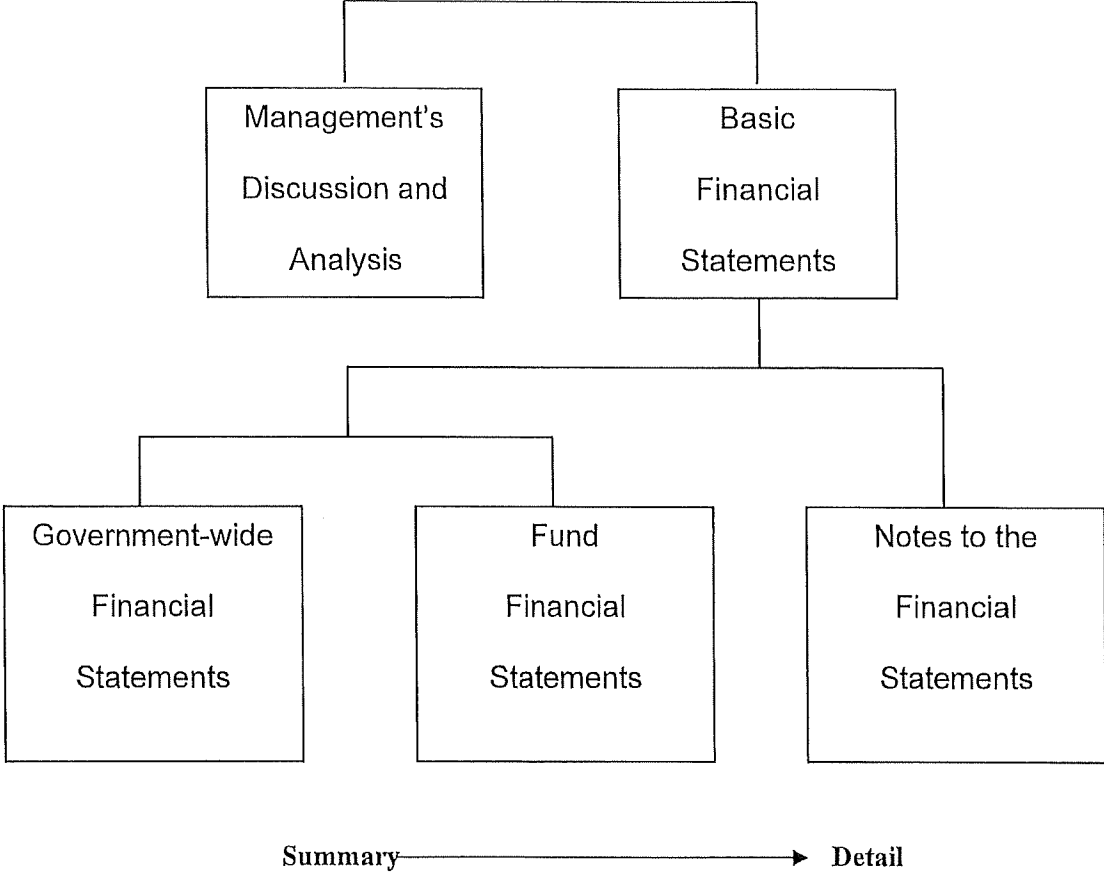 Management's
Discussion and
Analysis
Basic
Financial
Statements
Government-wide
Financial
Statements
Fund
Financial
Statements
Notes to the
Financial
Statements
Summary
Detail